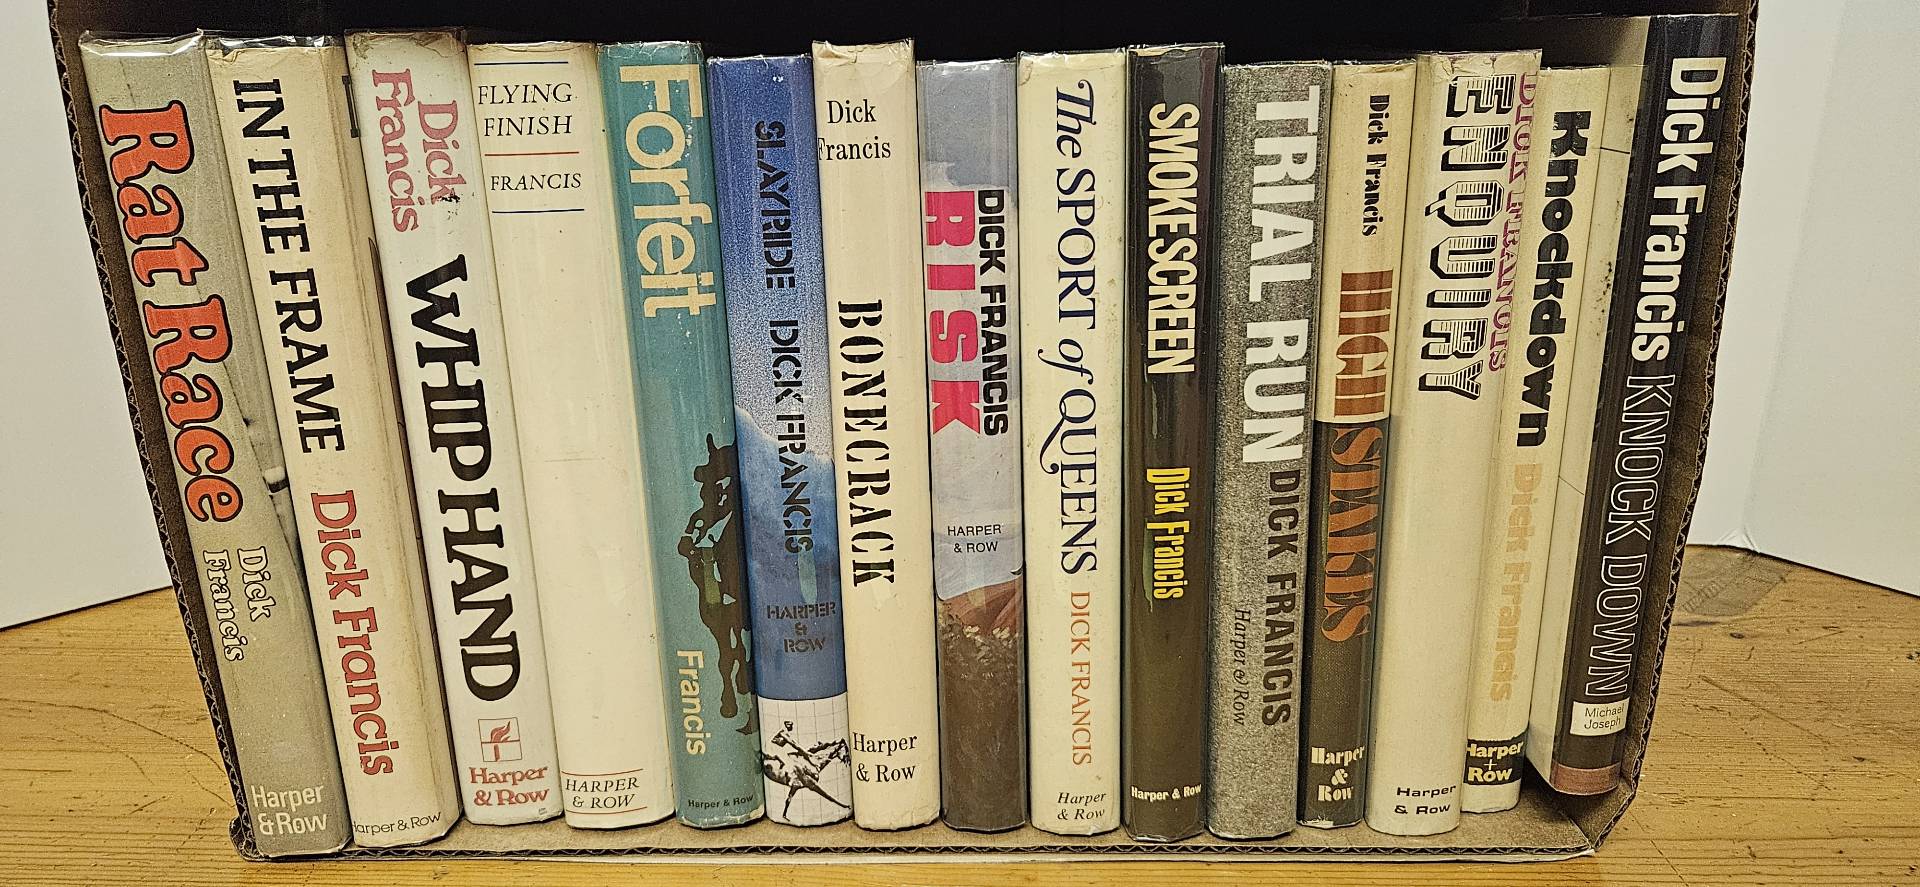 Rat Race
Dick
Francis
Harper
& Row
IN THE FRAME
Dick Francis
Harper & Row
Dick
Francis
WHIP HAND
Harper
& Row
FLYING
FINISH
FRANCIS
HARPER
& ROW
Forfeit
Francis
Harper & Row
SLAYRIDE
DICK FRANCIS
HARPER
&
ROW
Dick
Francis
BONECRACK
Harper
& Row
DICK FRANCIS
RISK
HARPER
& ROW
The SPORT of QUEENS
DICK FRANCIS
Harper
& Row
SMOKESCREEN
Dick Francis
Harper & Row
TRIAL RUN
DICK FRANCIS
Harper & Row
Dick Francis
HIGH STAKES
Harper
&
Row
DICK FRANCIS
ENQUIRY
Harper
& Row
Knockdown
Dick Francis
Harper
+
Row
Dick Francis
KNOCK DOWN
Michael
Joseph